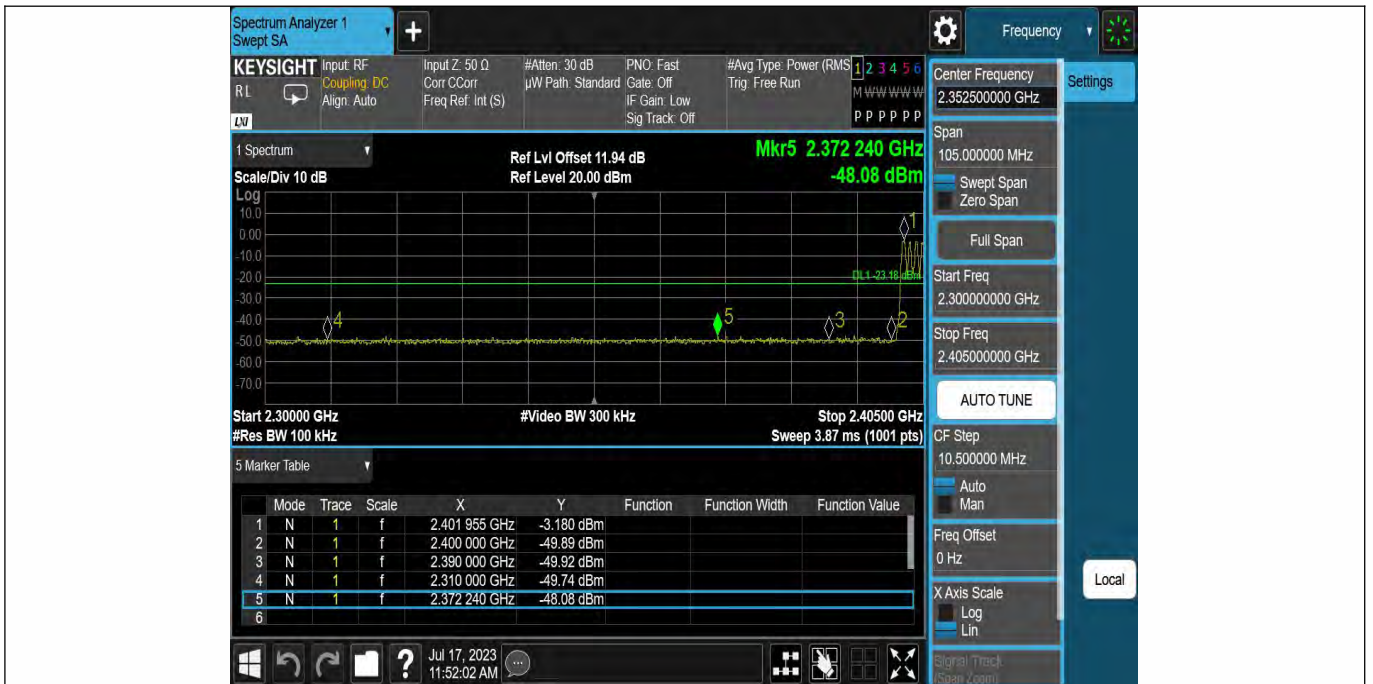 Spectrum Analyzer 1
Swept SA
+
Frequency
KEYSIGHT
RL
LXI
Input: RF
Coupling: DC
Align: Auto
Input Z: 50 Ω
Corr CCorr
Freq Ref: Int (S)
#Atten: 30 dB
µW Path: Standard
PNO: Fast
Gate: Off
IF Gain: Low
Sig Track: Off
#Avg Type: Power (RMS
Trig: Free Run
1 2 3 4 5 6
M W W W W W
P P P P P P
1 Spectrum
Scale/Div 10 dB
Ref Lvl Offset 11.94 dB
Ref Level 20.00 dBm
Mkr5 2.372 240 GHz
-48.08 dBm
Log
10.0
0.00
-10.0
-20.0
-30.0
-40.0
-50.0
-60.0
-70.0
1
DL1 -23.18 dBm
4
5
3
2
Start 2.30000 GHz
#Video BW 300 kHz
Stop 2.40500 GHz
#Res BW 100 kHz
Sweep 3.87 ms (1001 pts)
5 Marker Table
Mode Trace Scale X Y Function Function Width Function Value
1 N 1 f 2.401 955 GHz -3.180 dBm
2 N 1 f 2.400 000 GHz -49.89 dBm
3 N 1 f 2.390 000 GHz -49.92 dBm
4 N 1 f 2.310 000 GHz -49.74 dBm
5 N 1 f 2.372 240 GHz -48.08 dBm
6
?
Jul 17, 2023
11:52:02 AM
Center Frequency
2.352500000 GHz
Settings
Span
105.000000 MHz
Swept Span
Zero Span
Full Span
Start Freq
2.300000000 GHz
Stop Freq
2.405000000 GHz
AUTO TUNE
CF Step
10.500000 MHz
Auto
Man
Freq Offset
0 Hz
Local
X Axis Scale
Log
Lin
Signal Track
(Span Zoom)